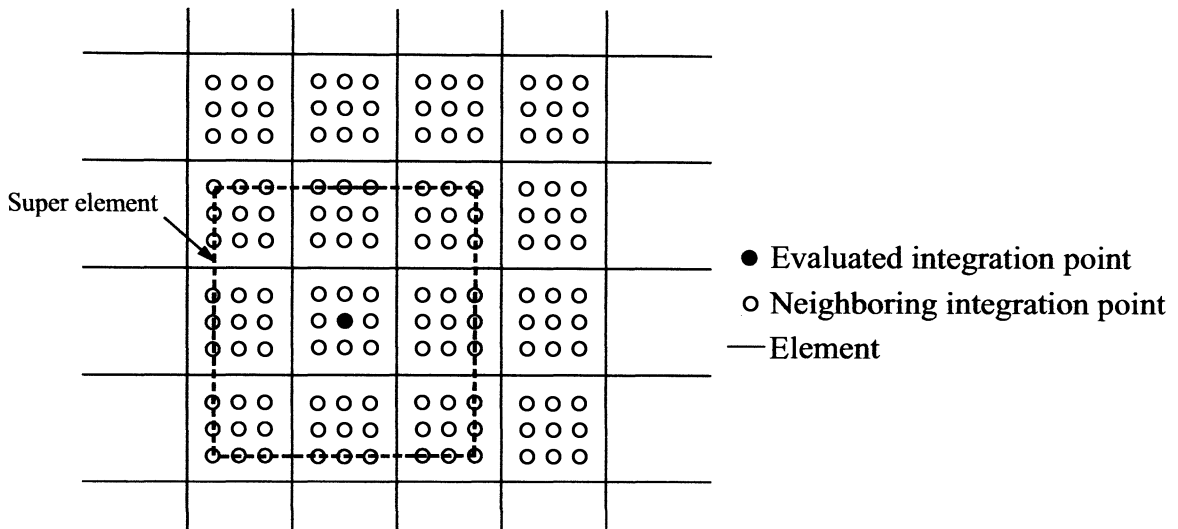 Super element
Evaluated integration point
Neighboring integration point
Element